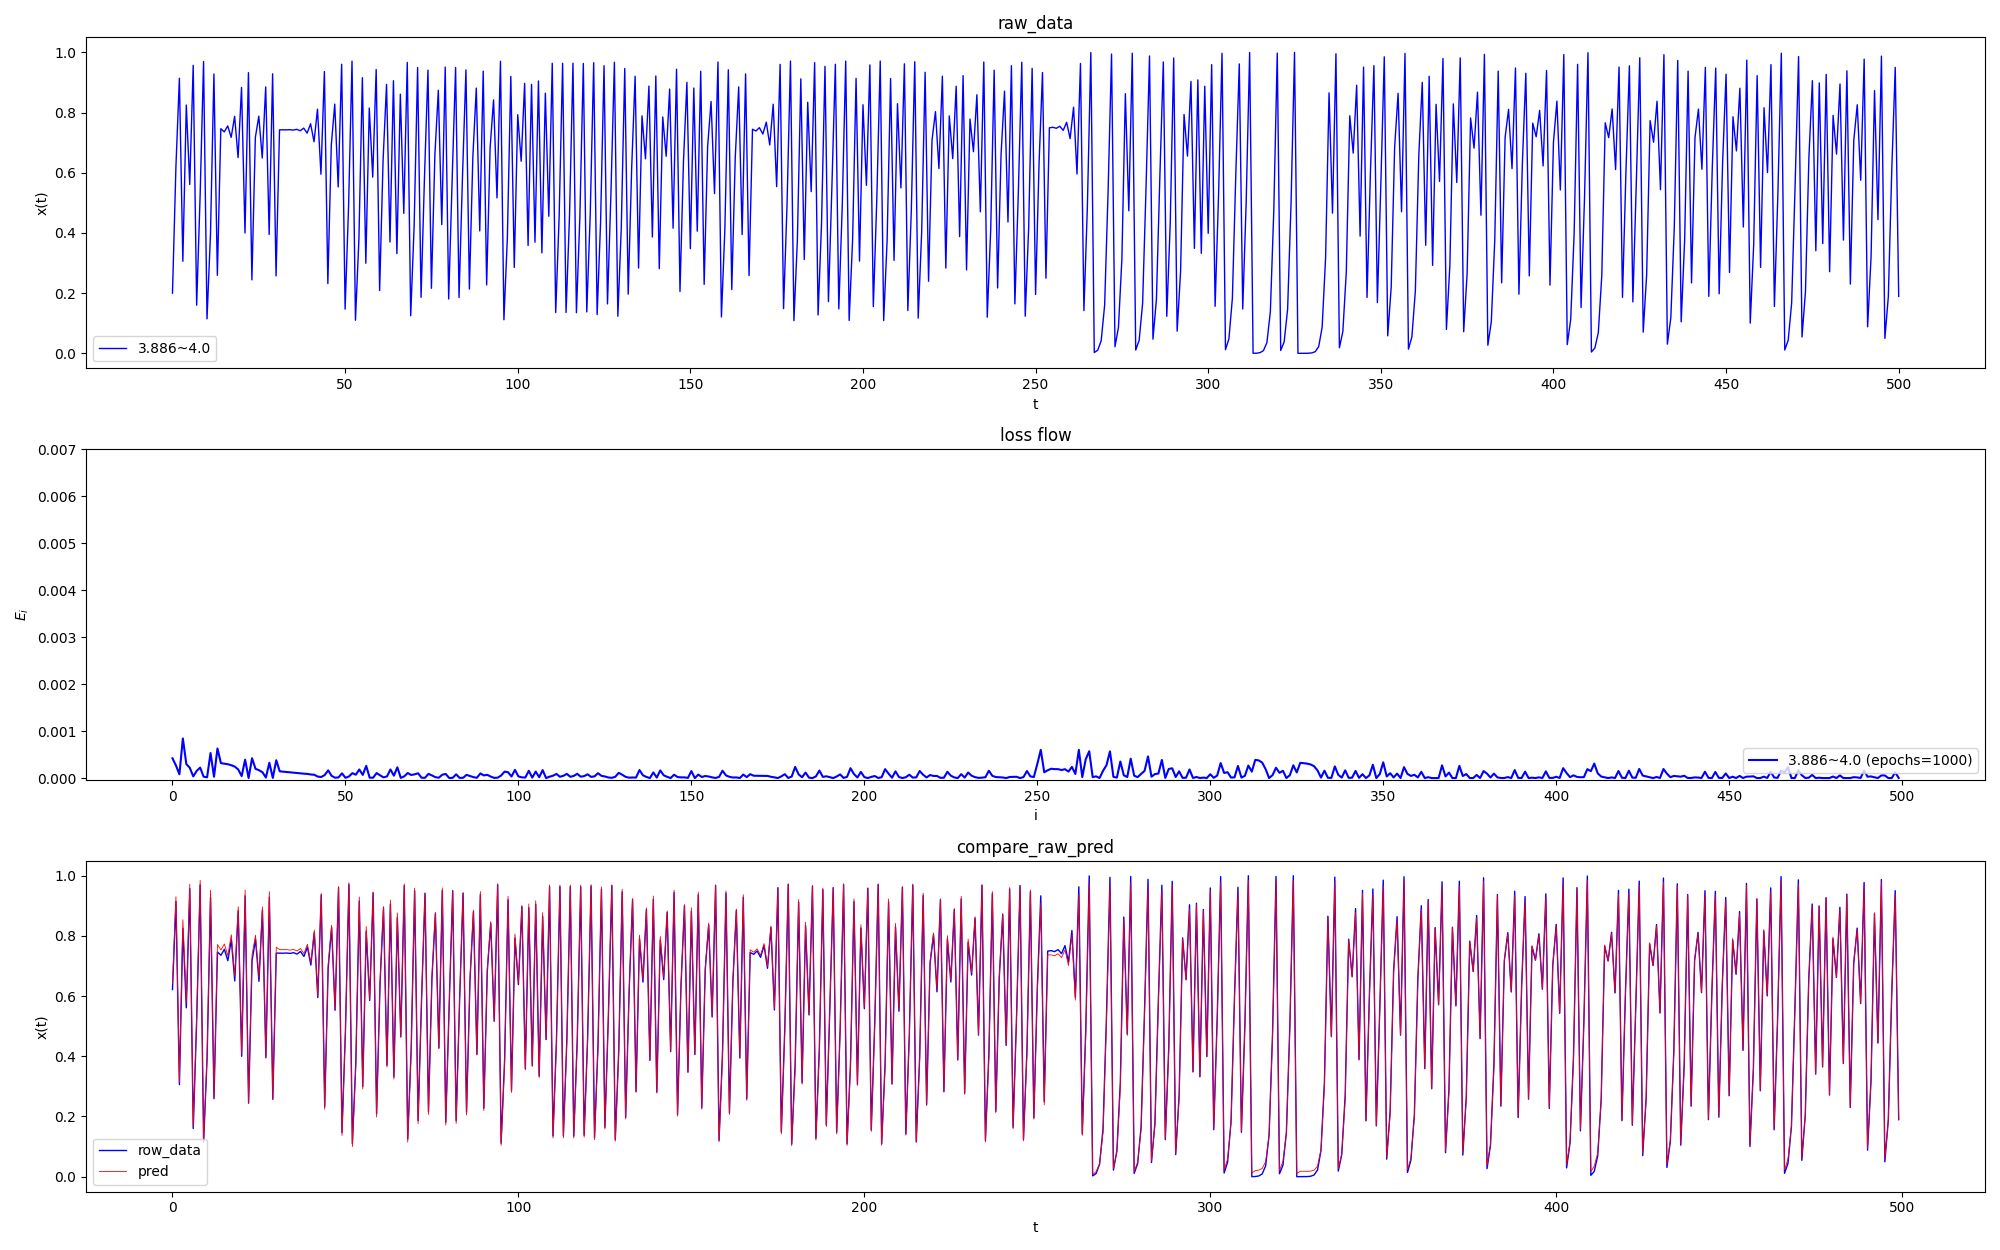 raw_data
1.0
0.8
0.6
0.4
0.2
0.0
x(t)
3.886~4.0
50 100 150 200 250 300 350 400 450 500
t
loss flow
0.007
0.006
0.005
0.004
0.003
0.002
0.001
0.000
E_i
3.886~4.0 (epochs=1000)
0 50 100 150 200 250 300 350 400 450 500
i
compare_raw_pred
1.0
0.8
0.6
0.4
0.2
0.0
x(t)
row_data
pred
0 100 200 300 400 500
t